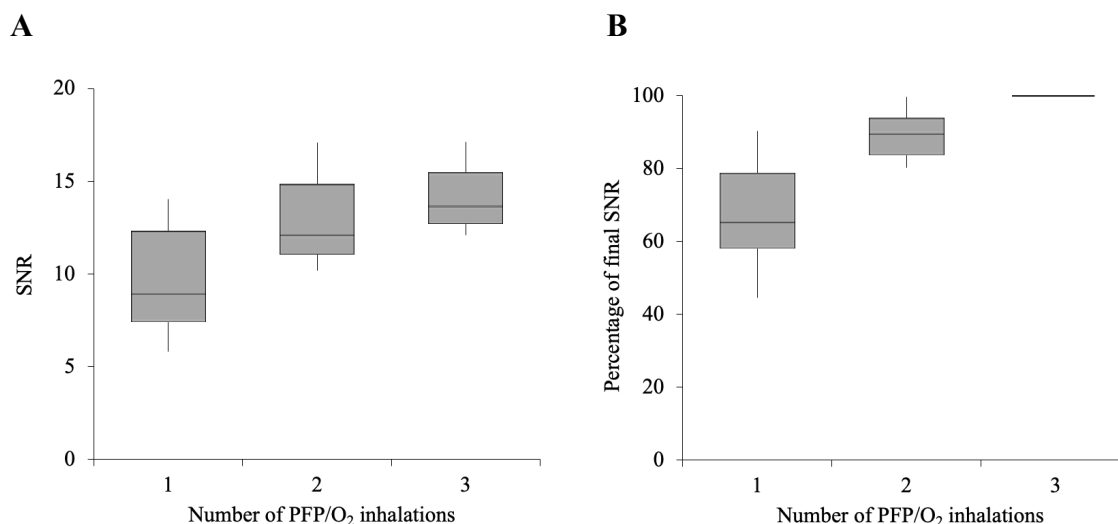 A
SNR
20
15
10
5
0
1 2 3
Number of PFP/O₂ inhalations
B
Percentage of final SNR
100
80
60
40
20
0
1 2 3
Number of PFP/O₂ inhalations